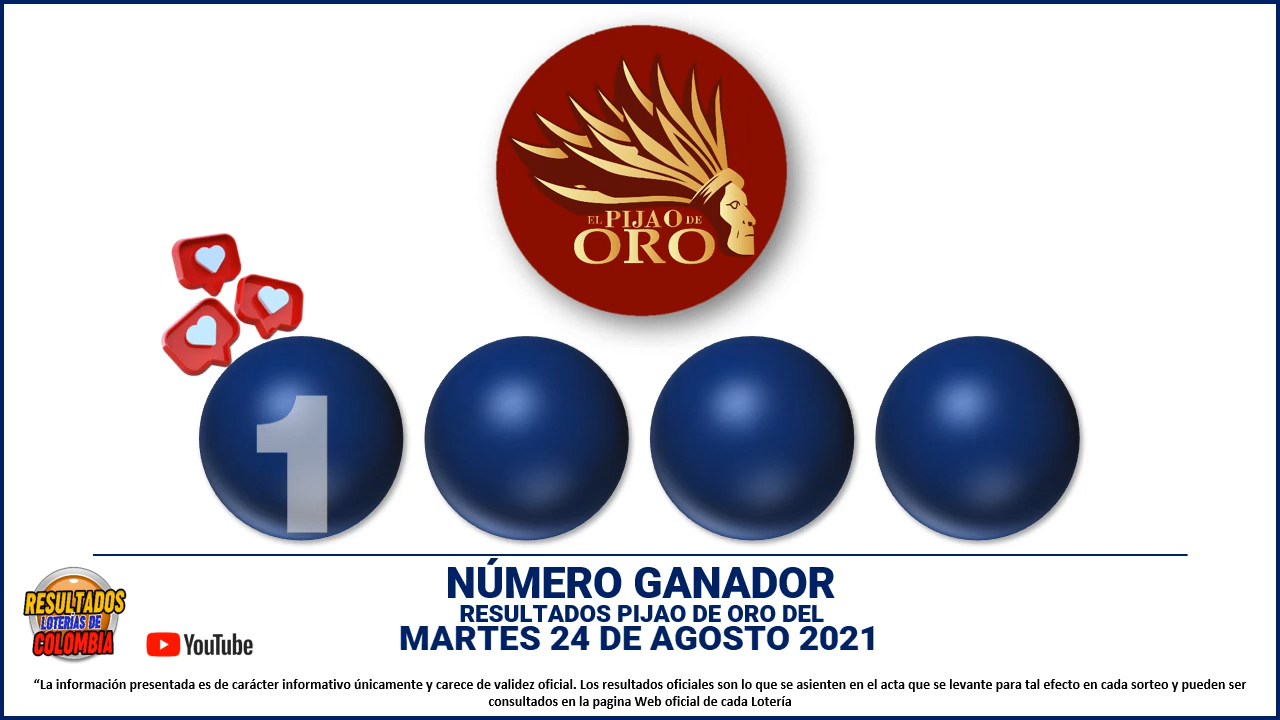 EL PIJAO DE
ORO
1
NÚMERO GANADOR
RESULTADOS PIJAO DE ORO DEL
MARTES 24 DE AGOSTO 2021
RESULTADOS
LOTERÍAS DE
COLOMBIA
YouTube
“La información presentada es de carácter informativo únicamente y carece de validez oficial. Los resultados oficiales son lo que se asienten en el acta que se levante para tal efecto en cada sorteo y pueden ser
consultados en la pagina Web oficial de cada Lotería